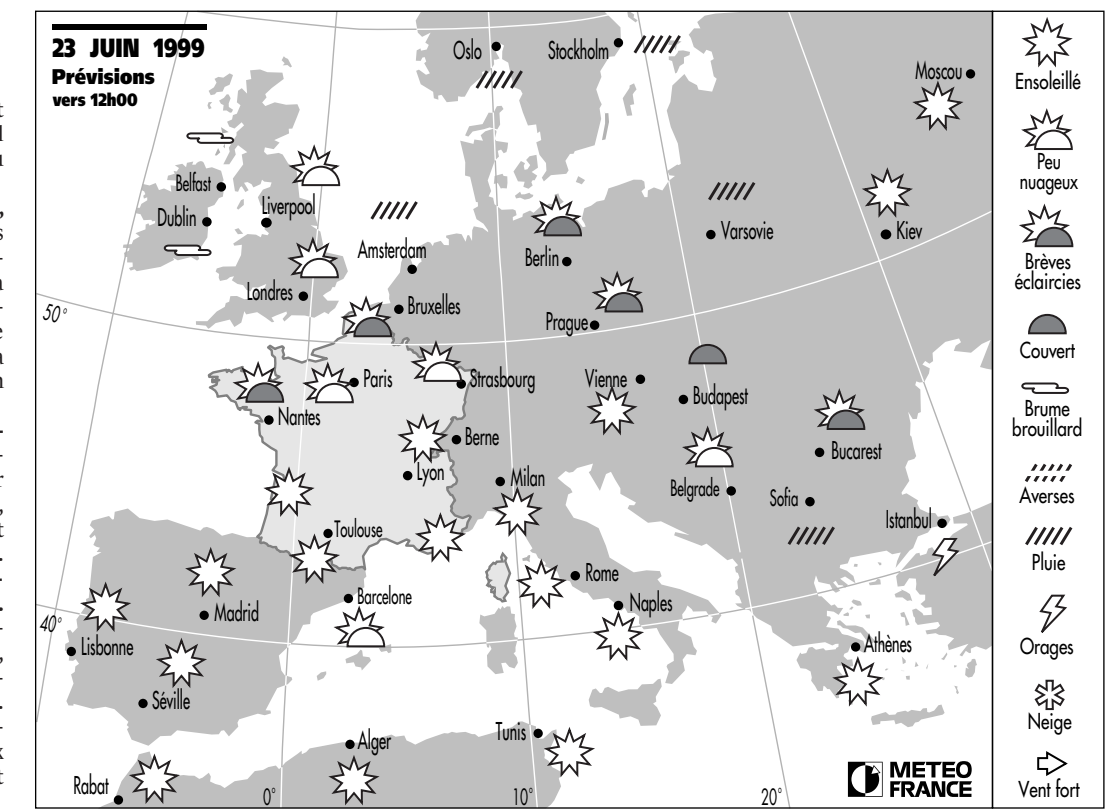 23 JUIN 1999
Prévisions
vers 12h00
Oslo
Stockholm
Moscou
Belfast
Dublin
Liverpool
Amsterdam
Londres
Bruxelles
Berlin
Varsovie
Kiev
Prague
50°
Paris
Strasbourg
Vienne
Budapest
Nantes
Berne
Bucarest
Lyon
Milan
Belgrade
Sofia
Istanbul
Toulouse
Rome
Barcelone
Naples
Madrid
40°
Lisbonne
Athènes
Séville
Alger
Tunis
Rabat
0°
10°
20°
METEO
FRANCE
Ensoleillé
Peu
nuageux
Brèves
éclaircies
Couvert
Brume
brouillard
Averses
Pluie
Orages
Neige
Vent fort